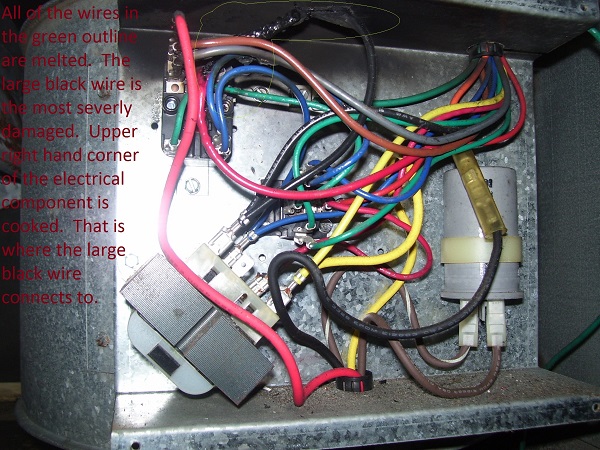 All of the wires in
the green outline
are melted. The
large black wire is
the most severly
damaged. Upper
right hand corner
of the electrical
component is
cooked. That is
where the large
black wire
connects to.